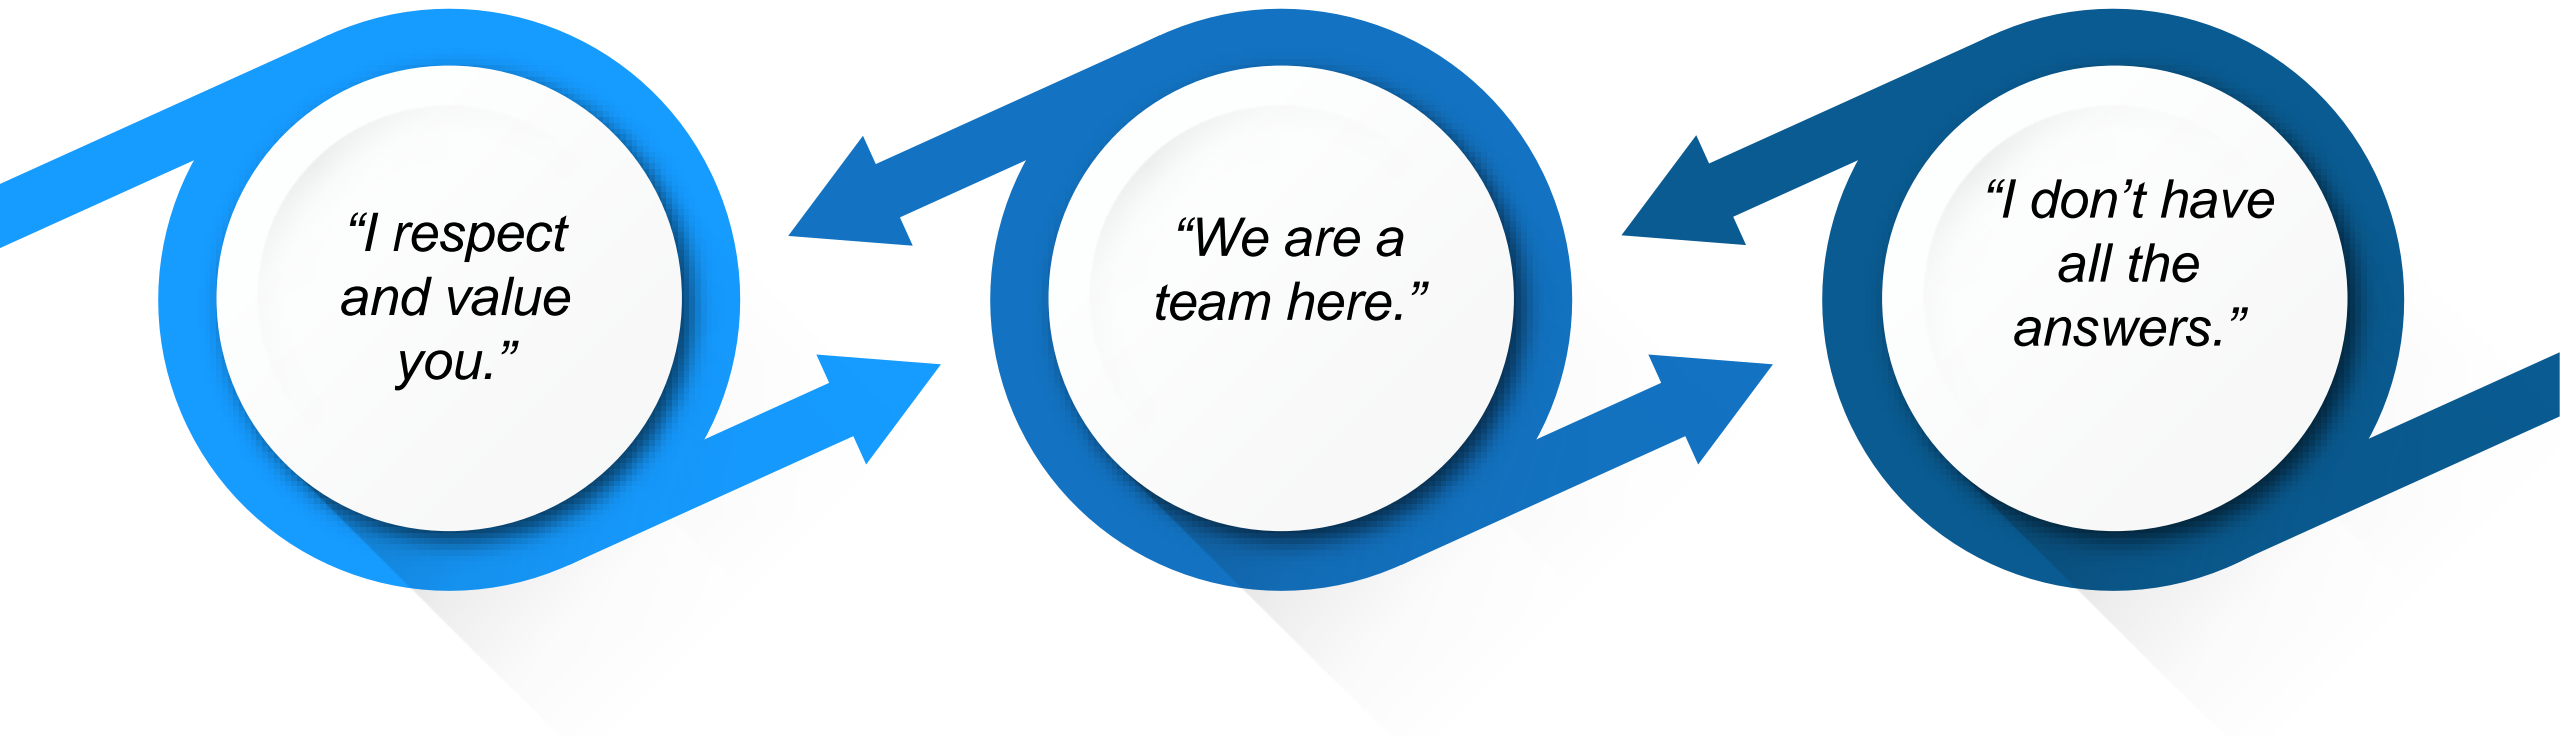 “I respect
and value
you.”
“We are a
team here.”
“I don’t have
all the
answers.”